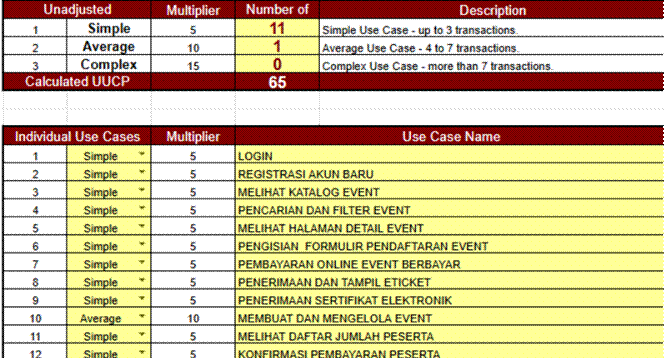 Unadjusted Multiplier Number of Description
1 Simple 5 11 Simple Use Case - up to 3 transactions.
2 Average 10 1 Average Use Case - 4 to 7 transactions.
3 Complex 15 0 Complex Use Case - more than 7 transactions.
Calculated UUCP 65
Individual Use Cases Multiplier Use Case Name
1 Simple 5 LOGIN
2 Simple 5 REGISTRASI AKUN BARU
3 Simple 5 MELIHAT KATALOG EVENT
4 Simple 5 PENCARIAN DAN FILTER EVENT
5 Simple 5 MELIHAT HALAMAN DETAIL EVENT
6 Simple 5 PENGISIAN FORMULIR PENDAFTARAN EVENT
7 Simple 5 PEMBAYARAN ONLINE EVENT BERBAYAR
8 Simple 5 PENERIMAAN DAN TAMPIL ETICKET
9 Simple 5 PENERIMAAN SERTIFIKAT ELEKTRONIK
10 Average 10 MEMBUAT DAN MENGELOLA EVENT
11 Simple 5 MELIHAT DAFTAR JUMLAH PESERTA
12 Simple 5 KONFIRMASI PEMBAYARAN PESERTA